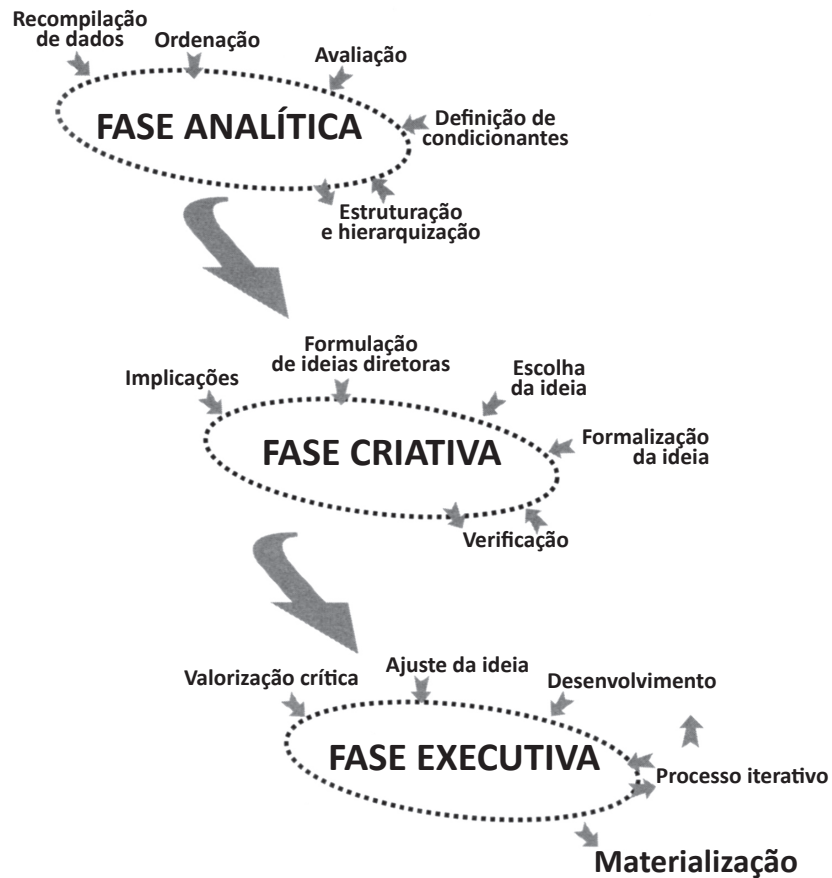 Recompilação
de dados
Ordenação
Avaliação
FASE ANALÍTICA
Definição de
condicionantes
Estruturação
e hierarquização
Formulação
de ideias diretoras
Implicações
Escolha
da ideia
FASE CRIATIVA
Formalização
da ideia
Verificação
Valorização crítica
Ajuste da ideia
Desenvolvimento
FASE EXECUTIVA
Processo iterativo
Materialização